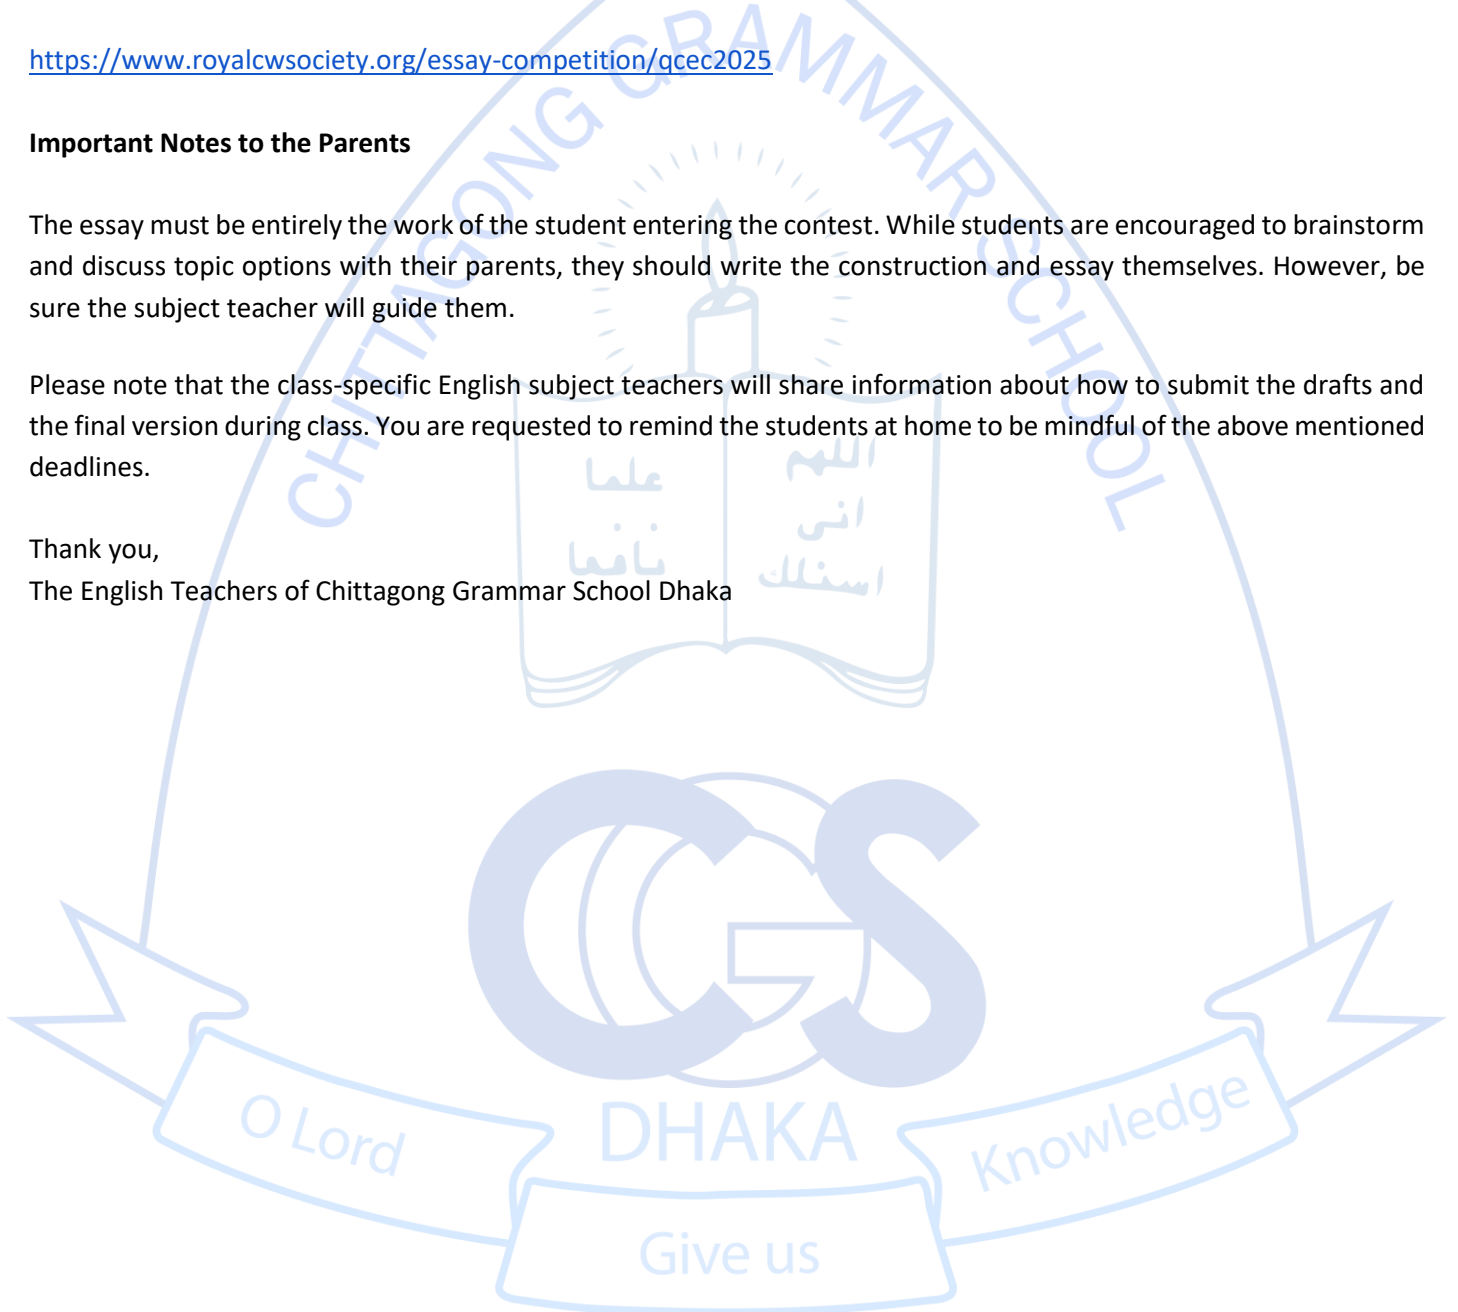 https://www.royalcwsociety.org/essay-competition/qcec2025
Important Notes to the Parents
The essay must be entirely the work of the student entering the contest. While students are encouraged to brainstorm
and discuss topic options with their parents, they should write the construction and essay themselves. However, be
sure the subject teacher will guide them.
Please note that the class-specific English subject teachers will share information about how to submit the drafts and
the final version during class. You are requested to remind the students at home to be mindful of the above mentioned
deadlines.
Thank you,
The English Teachers of Chittagong Grammar School Dhaka
CHITTAGONG GRAMMAR SCHOOL
اللهم
انى
اسئلك
علما
نافعا
CGS
DHAKA
O Lord
Give us
Knowledge